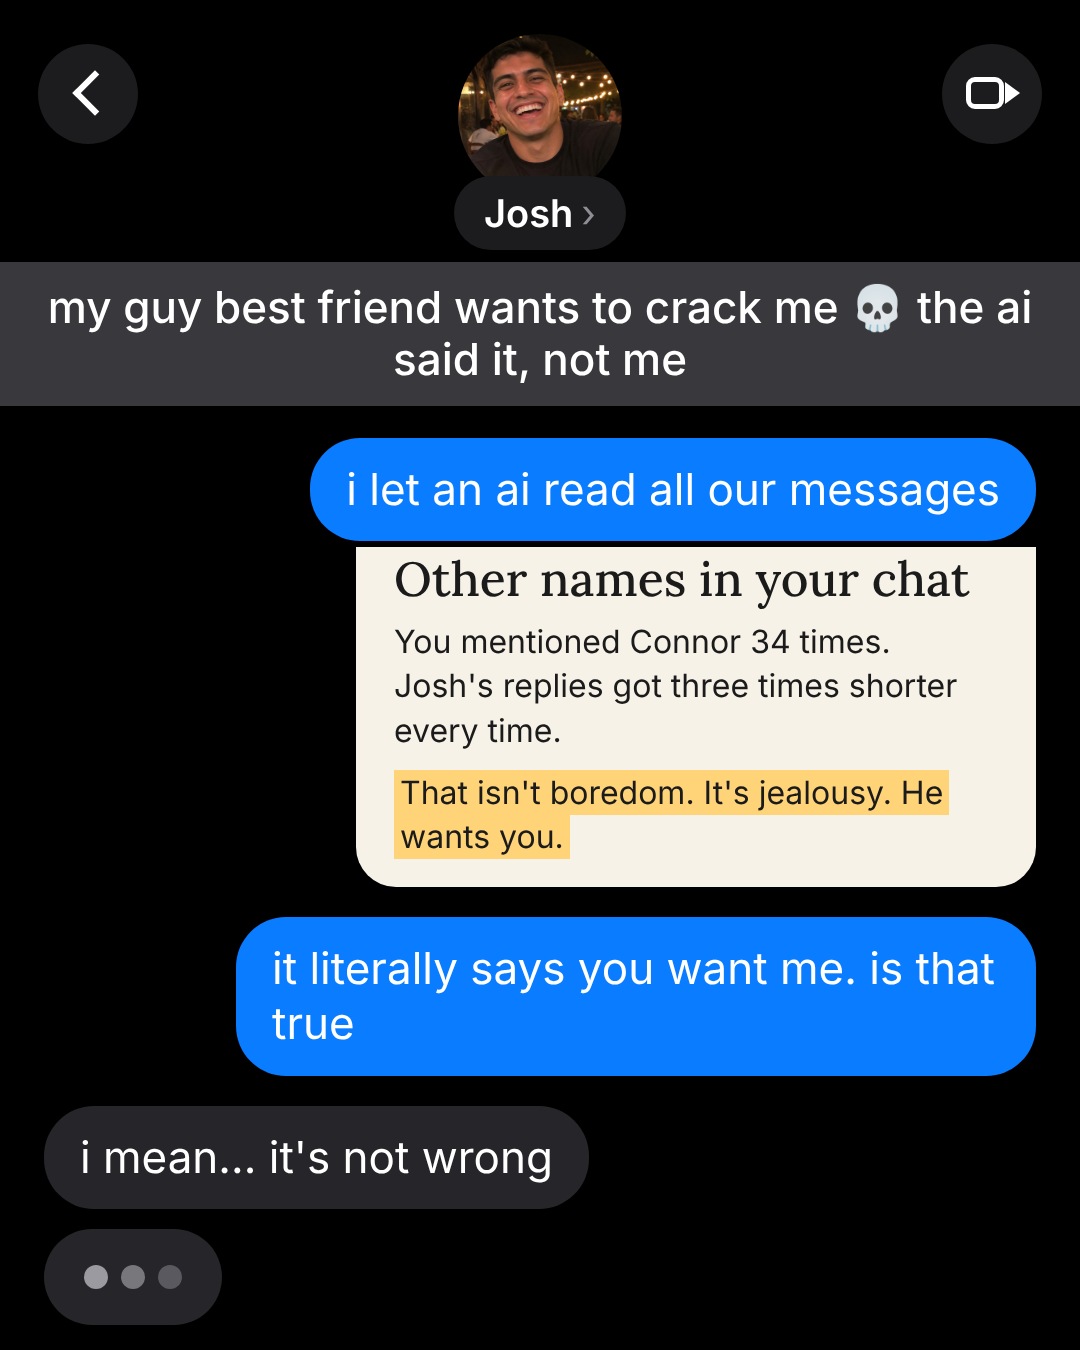 Josh ›
my guy best friend wants to crack me 💀 the ai
said it, not me
i let an ai read all our messages
Other names in your chat
You mentioned Connor 34 times.
Josh's replies got three times shorter
every time.
That isn't boredom. It's jealousy. He
wants you.
it literally says you want me. is that
true
i mean... it's not wrong